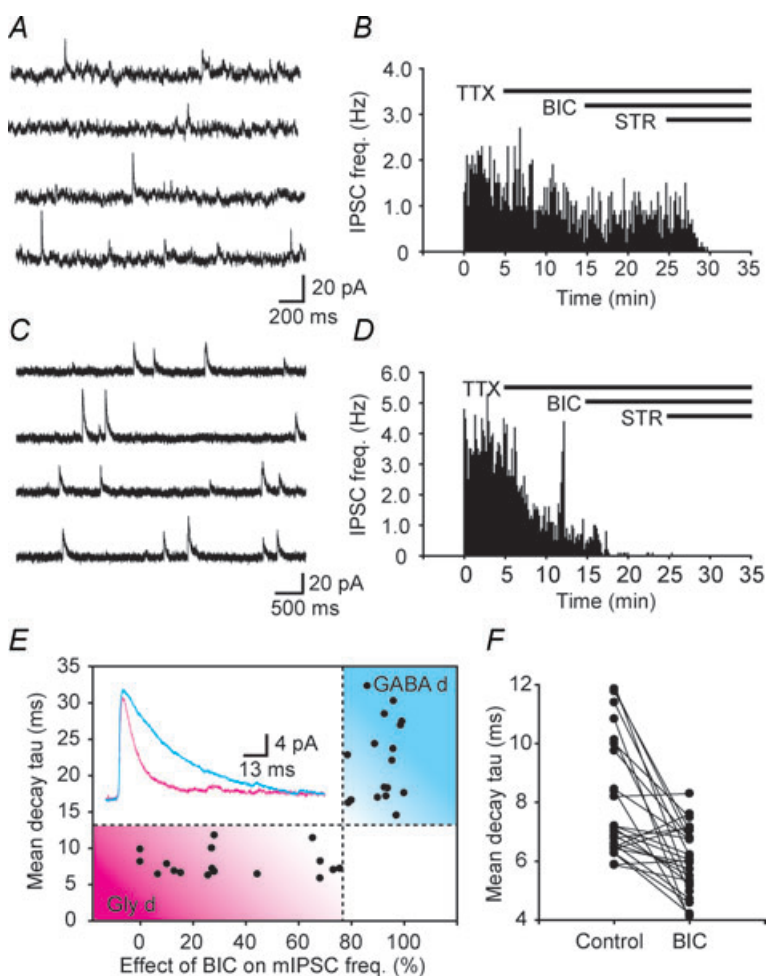 A
20 pA
200 ms
B
IPSC freq. (Hz)
4.0
3.0
2.0
1.0
0
TTX
BIC
STR
0 5 10 15 20 25 30 35
Time (min)
C
20 pA
500 ms
D
IPSC freq. (Hz)
6.0
5.0
4.0
3.0
2.0
1.0
0
TTX
BIC
STR
0 5 10 15 20 25 30 35
Time (min)
E
Mean decay tau (ms)
35
30
25
20
15
10
5
0
GABA d
4 pA
13 ms
Gly d
0 20 40 60 80 100
Effect of BIC on mIPSC freq. (%)
F
Mean decay tau (ms)
12
10
8
6
4
Control BIC